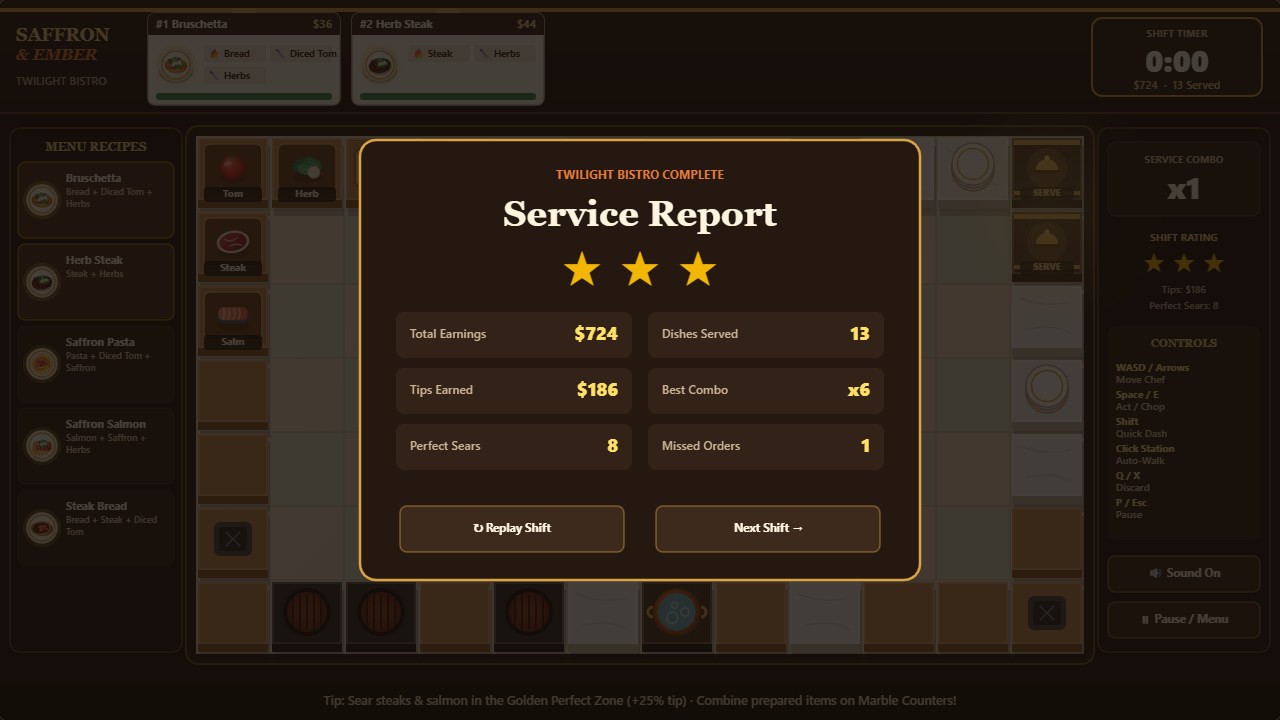 SAFFRON
& EMBER
TWILIGHT BISTRO
#1 Bruschetta $36
Bread
Diced Tom
Herbs
#2 Herb Steak $44
Steak
Herbs
SHIFT TIMER
0:00
$724 · 13 Served
MENU RECIPES
Bruschetta
Bread + Diced Tom +
Herbs
Herb Steak
Steak + Herbs
Saffron Pasta
Pasta + Diced Tom +
Saffron
Saffron Salmon
Salmon + Saffron +
Herbs
Steak Bread
Bread + Steak + Diced
Tom
Tom
Herb
Steak
Salm
SERVE
SERVE
TWILIGHT BISTRO COMPLETE
Service Report
Total Earnings $724
Dishes Served 13
Tips Earned $186
Best Combo x6
Perfect Sears 8
Missed Orders 1
↻ Replay Shift
Next Shift →
SERVICE COMBO
x1
SHIFT RATING
Tips: $186
Perfect Sears: 8
CONTROLS
WASD / Arrows
Move Chef
Space / E
Act / Chop
Shift
Quick Dash
Click Station
Auto-Walk
Q / X
Discard
P / Esc
Pause
Sound On
Pause / Menu
Tip: Sear steaks & salmon in the Golden Perfect Zone (+25% tip) · Combine prepared items on Marble Counters!